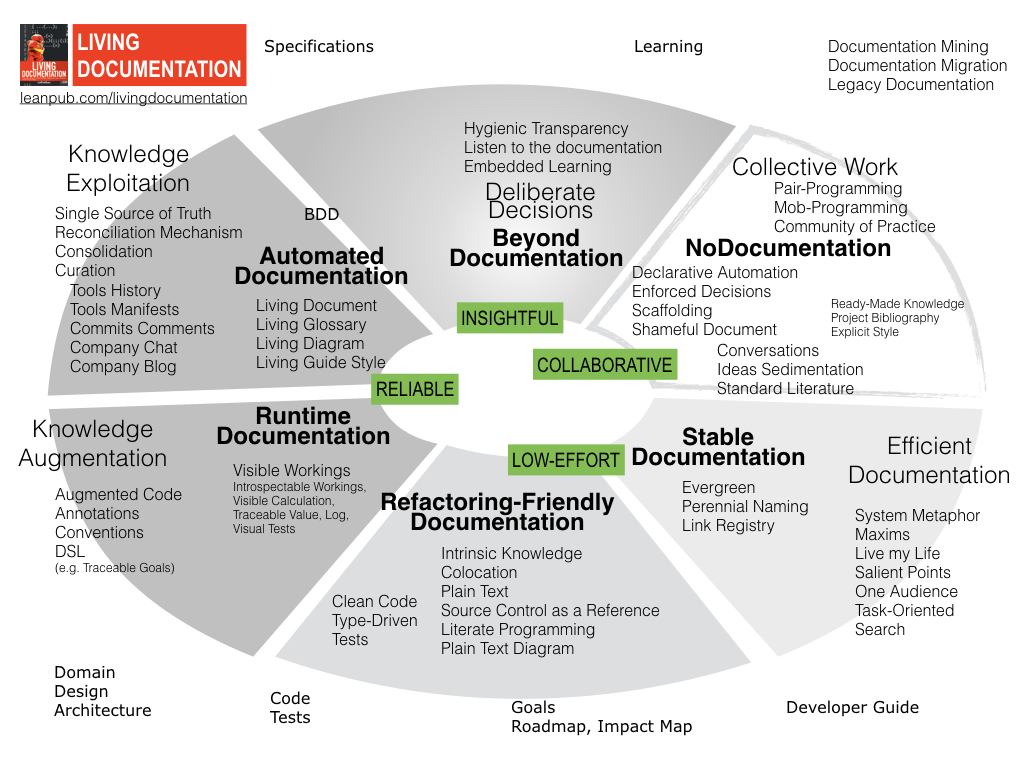 LIVING
DOCUMENTATION
LIVING
DOCUMENTATION
leanpub.com/livingdocumentation
Specifications
Learning
Documentation Mining
Documentation Migration
Legacy Documentation
Knowledge
Exploitation
Single Source of Truth
Reconciliation Mechanism
Consolidation
Curation
Tools History
Tools Manifests
Commits Comments
Company Chat
Company Blog
BDD
Automated
Documentation
Living Document
Living Glossary
Living Diagram
Living Guide Style
Hygienic Transparency
Listen to the documentation
Embedded Learning
Deliberate
Decisions
Beyond
Documentation
INSIGHTFUL
Collective Work
Pair-Programming
Mob-Programming
Community of Practice
NoDocumentation
Declarative Automation
Enforced Decisions
Scaffolding
Shameful Document
Ready-Made Knowledge
Project Bibliography
Explicit Style
Conversations
Ideas Sedimentation
Standard Literature
COLLABORATIVE
RELIABLE
LOW-EFFORT
Knowledge
Augmentation
Augmented Code
Annotations
Conventions
DSL
(e.g. Traceable Goals)
Runtime
Documentation
Visible Workings
Introspectable Workings,
Visible Calculation,
Traceable Value, Log,
Visual Tests
Refactoring-Friendly
Documentation
Intrinsic Knowledge
Colocation
Plain Text
Source Control as a Reference
Literate Programming
Plain Text Diagram
Clean Code
Type-Driven
Tests
Stable
Documentation
Evergreen
Perennial Naming
Link Registry
Efficient
Documentation
System Metaphor
Maxims
Live my Life
Salient Points
One Audience
Task-Oriented
Search
Domain
Design
Architecture
Code
Tests
Goals
Roadmap, Impact Map
Developer Guide